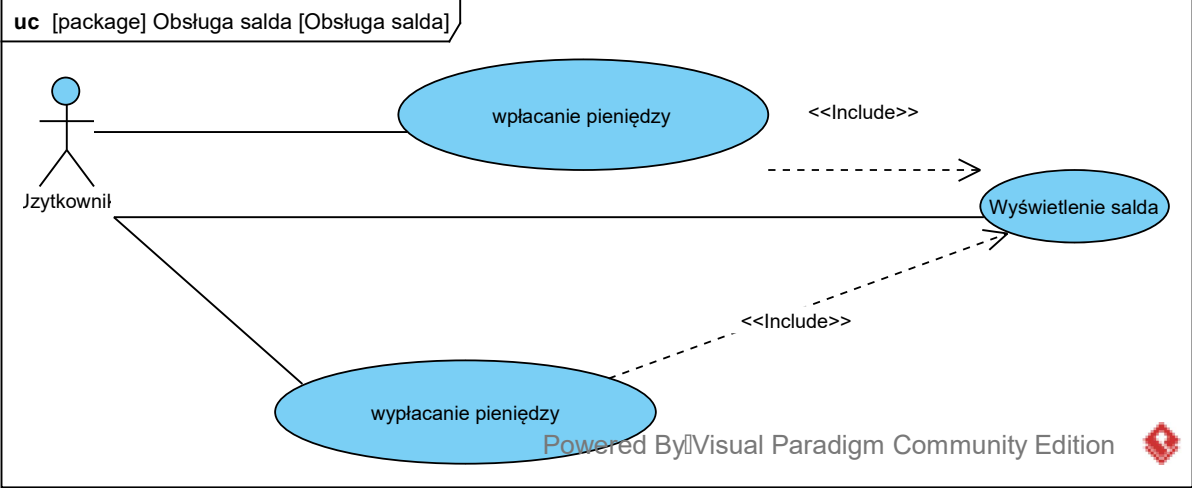 uc [package] Obsługa salda [Obsługa salda]
wpłacanie pieniędzy
<<Include>>
Jzytkownik
Wyświetlenie salda
<<Include>>
wypłacanie pieniędzy
Powered By▯Visual Paradigm Community Edition